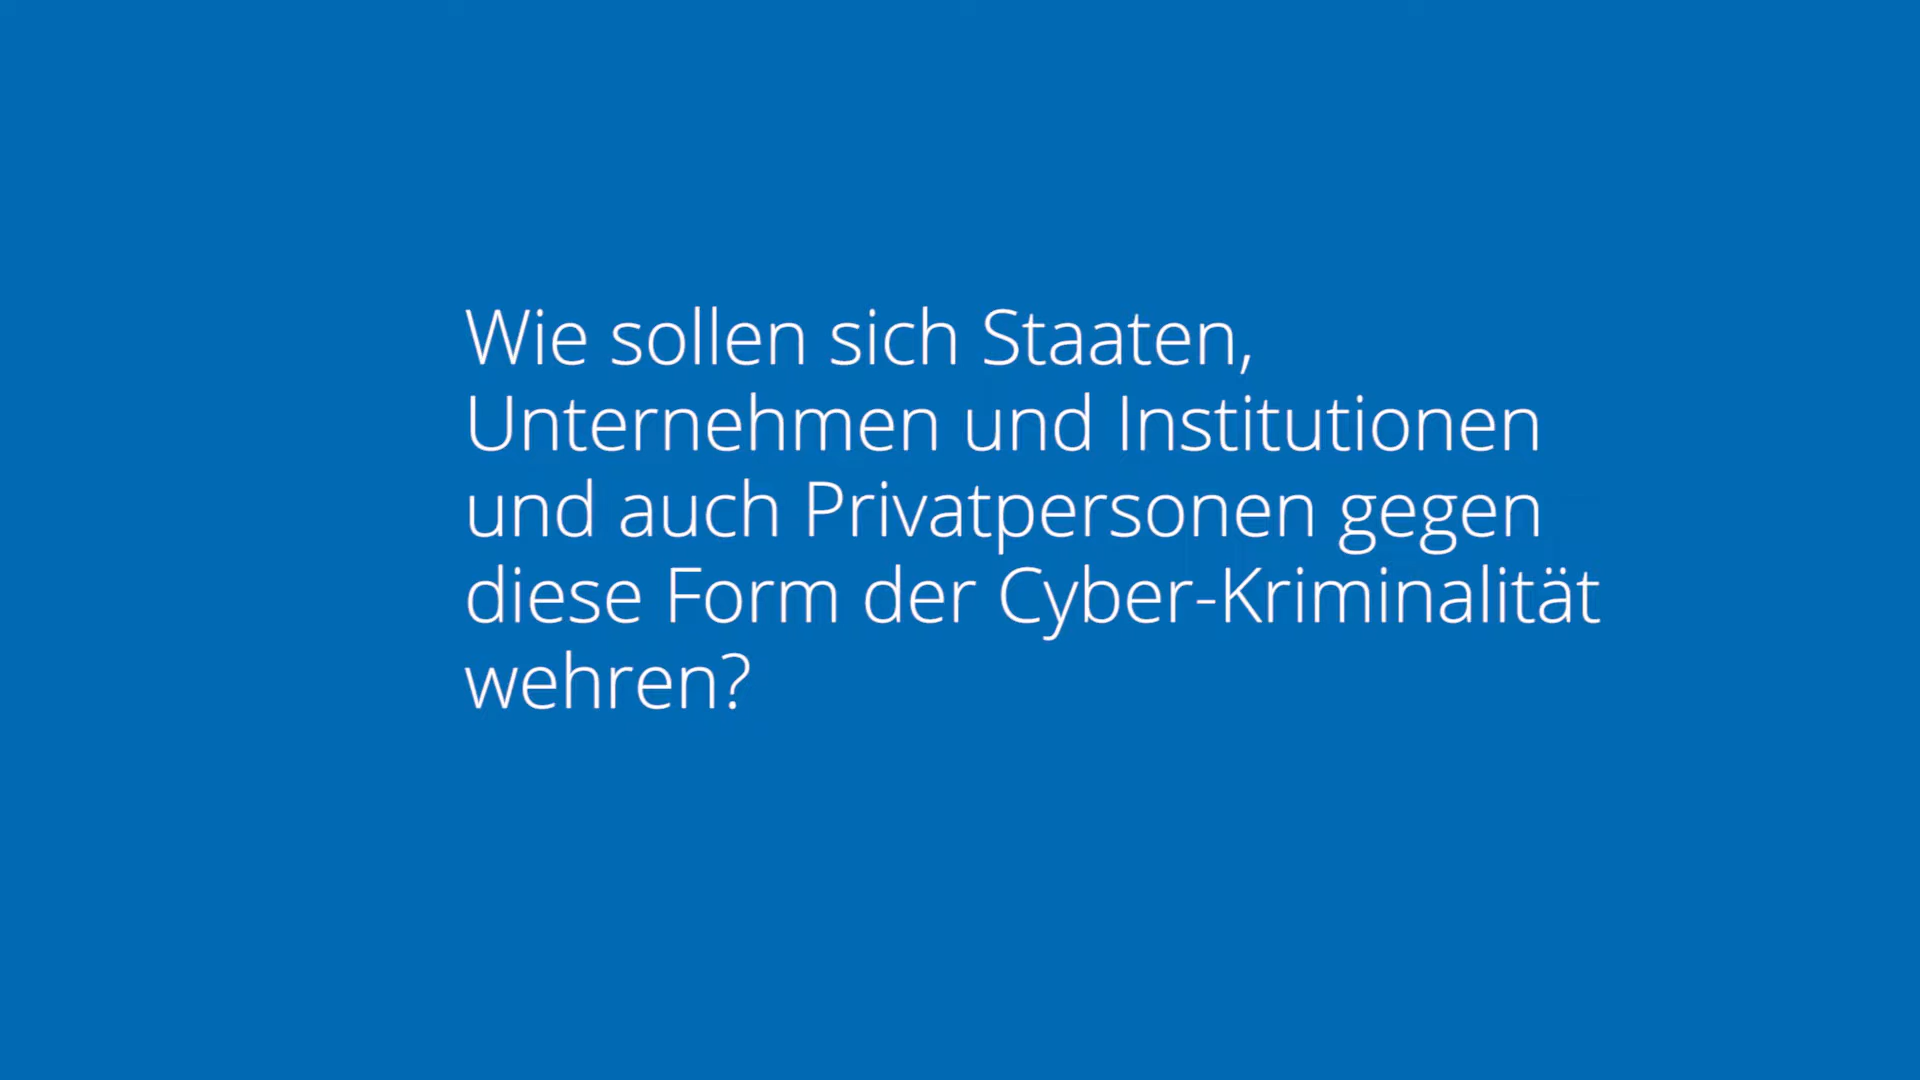 Wie sollen sich Staaten,
Unternehmen und Institutionen
und auch Privatpersonen gegen
diese Form der Cyber-Kriminalität
wehren?